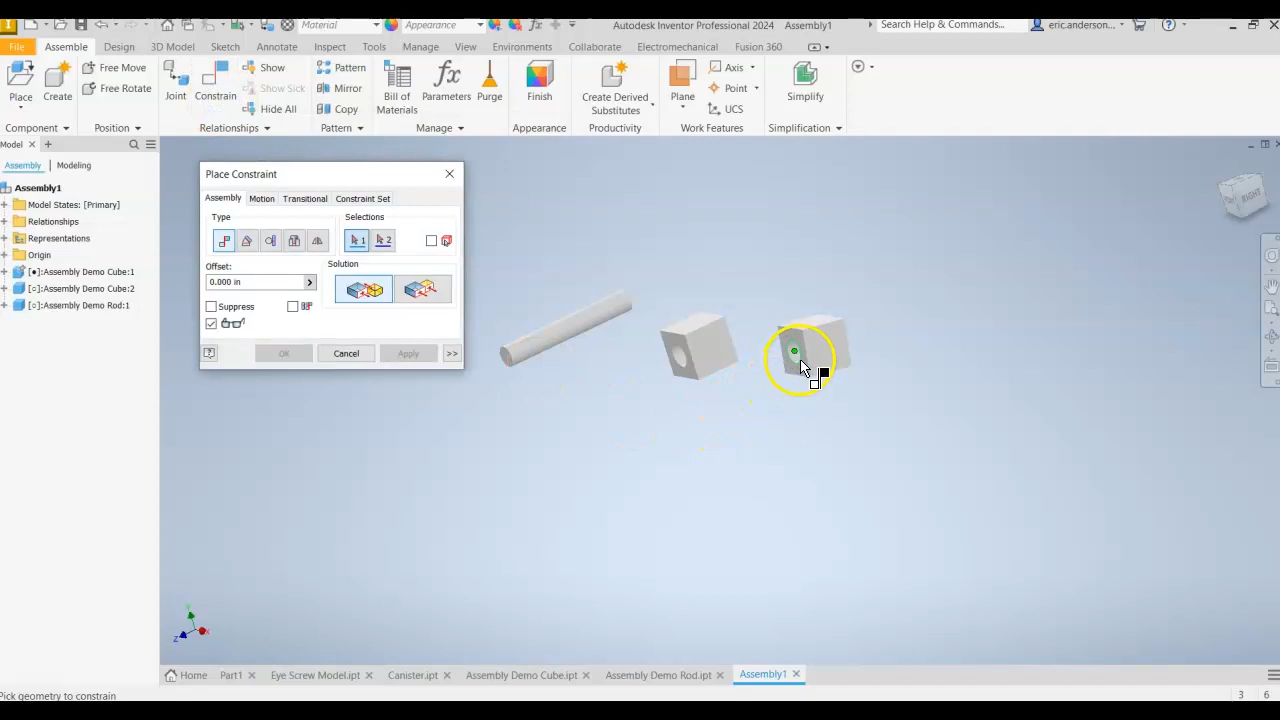 Material Appearance fx Autodesk Inventor Professional 2024 Assembly1 Search Help & Commands... eric.anderson...
File Assemble Design 3D Model Sketch Annotate Inspect Tools Manage View Environments Collaborate Electromechanical Fusion 360
Place Create Free Move Free Rotate Joint Constrain Show Show Sick Hide All Pattern Mirror Copy Bill of Materials fx Parameters Purge Finish Create Derived Substitutes Plane Axis Point UCS Simplify
Component Position Relationships Pattern Manage Appearance Productivity Work Features Simplification
Model
Assembly | Modeling
Assembly1
Model States: [Primary]
Relationships
Representations
Origin
Assembly Demo Cube:1
Assembly Demo Cube:2
Assembly Demo Rod:1
Place Constraint
Assembly Motion Transitional Constraint Set
Type Selections
1 2
Offset: Solution
0.000 in
Suppress
OK Cancel Apply >>
RIGHT
Y
Z X
Home Part1 Eye Screw Model.ipt Canister.ipt Assembly Demo Cube.ipt Assembly Demo Rod.ipt Assembly1
Pick geometry to constrain 3 6